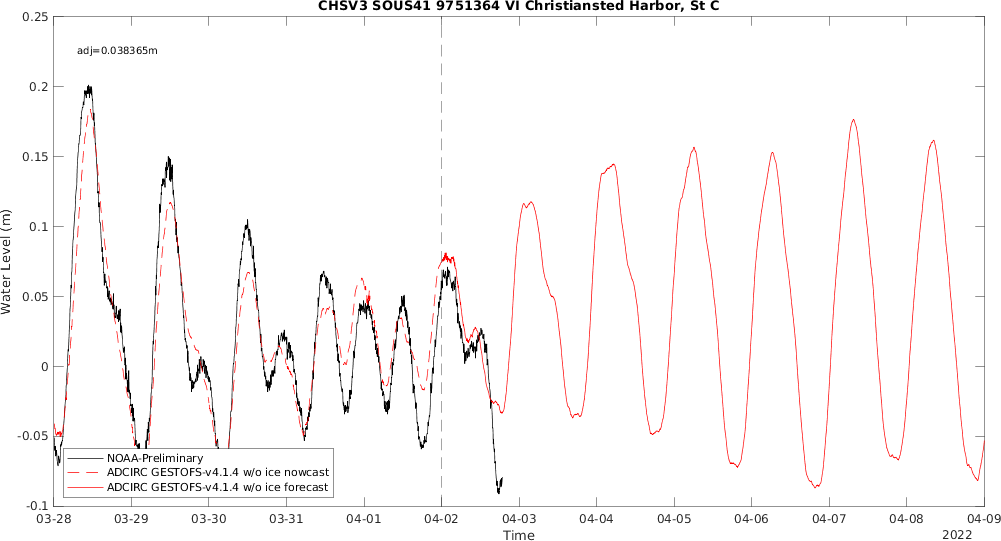 CHSV3 SOUS41 9751364 VI Christiansted Harbor, St C
adj=0.038365m
0.25
0.2
0.15
0.1
0.05
0
-0.05
-0.1
Water Level (m)
NOAA-Preliminary
ADCIRC GESTOFS-v4.1.4 w/o ice nowcast
ADCIRC GESTOFS-v4.1.4 w/o ice forecast
03-28 03-29 03-30 03-31 04-01 04-02 04-03 04-04 04-05 04-06 04-07 04-08 04-09
Time
2022